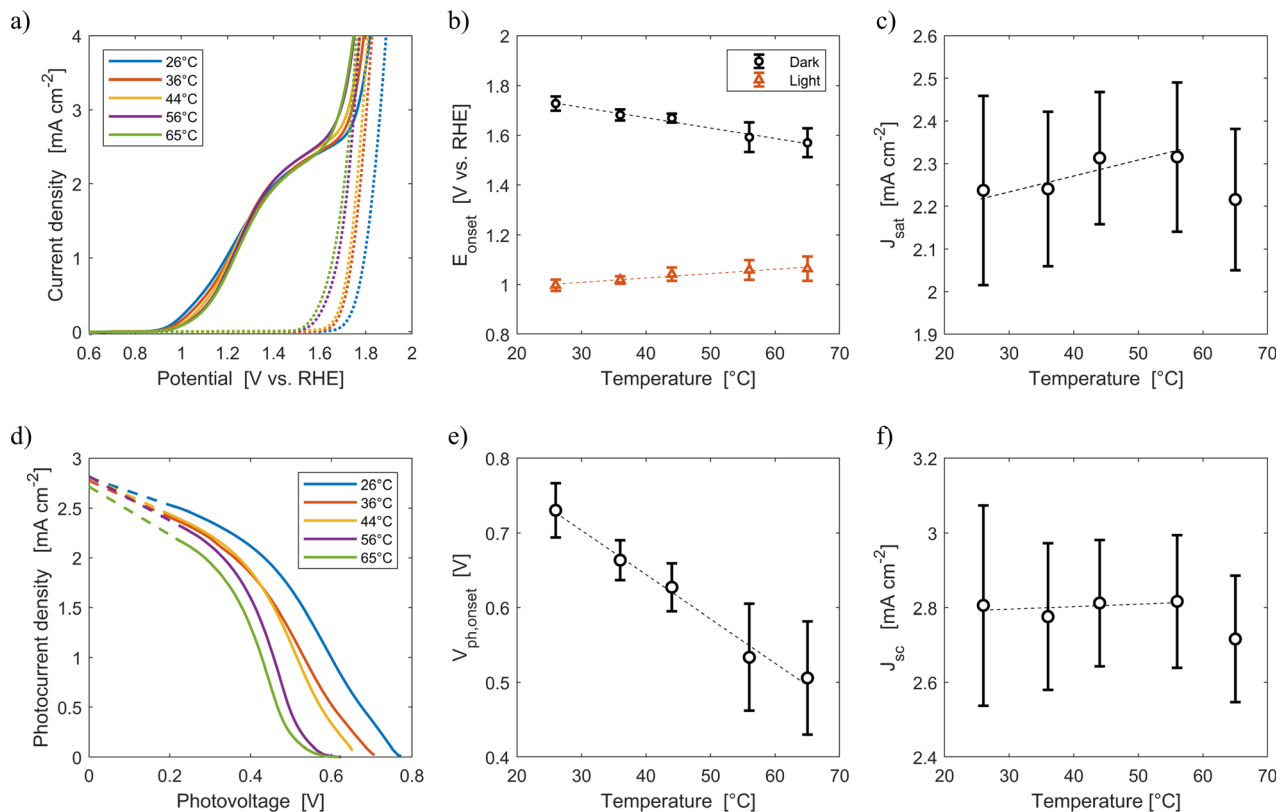 a)
Current density [mA cm-2]
4
3
2
1
0
26°C
36°C
44°C
56°C
65°C
0.6 1 1.2 1.4 1.6 1.8 2
Potential [V vs. RHE]
b)
Eonset [V vs. RHE]
2
1.8
1.6
1.4
1.2
1
0.8
Dark
Light
20 30 40 50 60 70
Temperature [°C]
c)
Jsat [mA cm-2]
2.6
2.5
2.4
2.3
2.2
2.1
2
1.9
20 30 40 50 60 70
Temperature [°C]
d)
Photocurrent density [mA cm-2]
3
2.5
2
1.5
1
0.5
0
26°C
36°C
44°C
56°C
65°C
0 0.2 0.4 0.6 0.8
Photovoltage [V]
e)
Vph,onset [V]
0.8
0.7
0.6
0.5
0.4
20 30 40 50 60 70
Temperature [°C]
f)
Jsc [mA cm-2]
3.2
3
2.8
2.6
2.4
20 30 40 50 60 70
Temperature [°C]